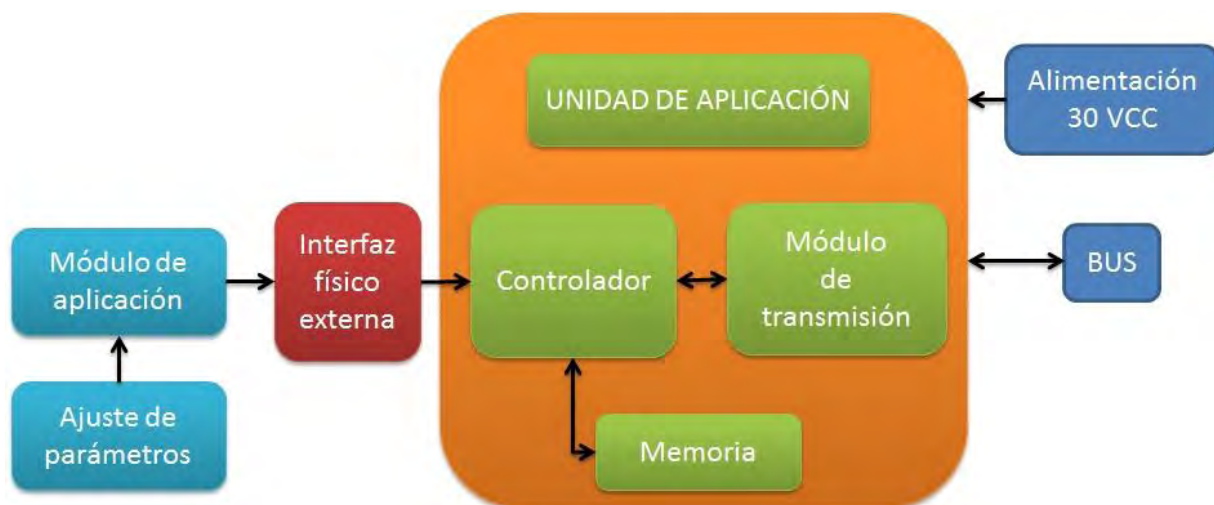 UNIDAD DE APLICACIÓN
Alimentación
30 VCC
Módulo de
aplicación
Interfaz
físico
externa
Controlador
Módulo
de
transmisión
BUS
Ajuste de
parámetros
Memoria